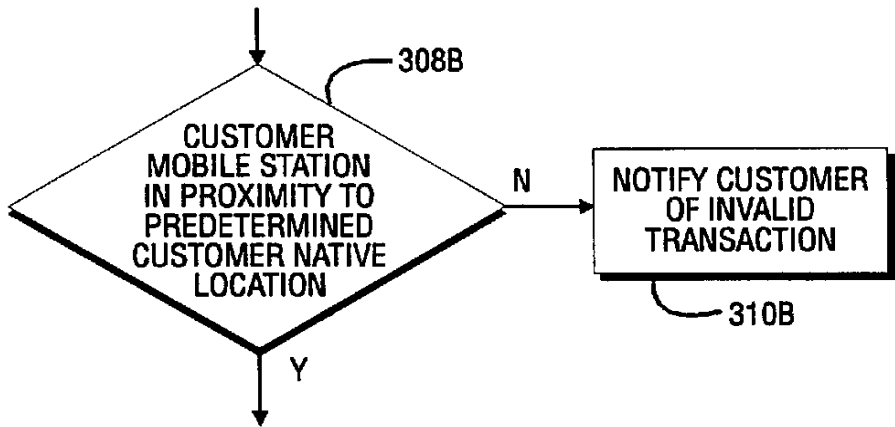 308B
CUSTOMER
MOBILE STATION
IN PROXIMITY TO
PREDETERMINED
CUSTOMER NATIVE
LOCATION
N
NOTIFY CUSTOMER
OF INVALID
TRANSACTION
310B
Y